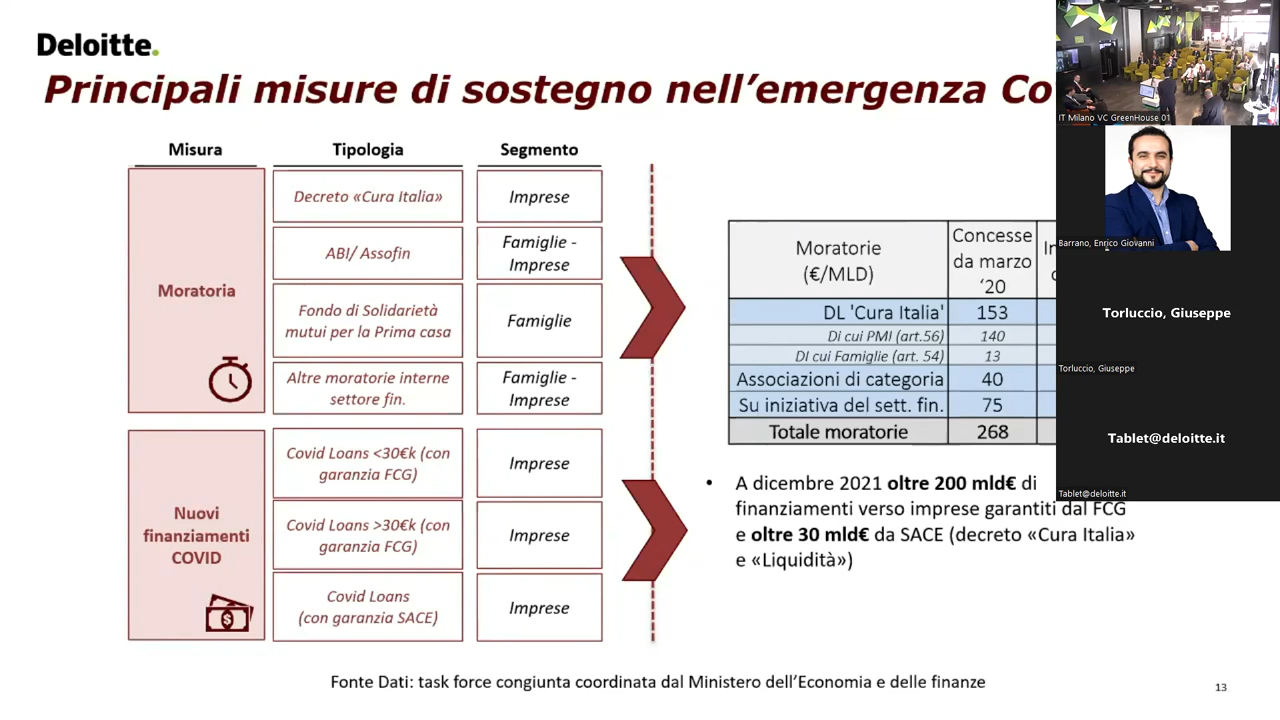 Deloitte.
Principali misure di sostegno nell'emergenza Co
Misura
Tipologia
Segmento
Moratoria
Decreto «Cura Italia»
Imprese
ABI/ Assofin
Famiglie -
Imprese
Fondo di Solidarietà
mutui per la Prima casa
Famiglie
Altre moratorie interne
settore fin.
Famiglie -
Imprese
Nuovi
finanziamenti
COVID
Covid Loans <30€k (con
garanzia FCG)
Imprese
Covid Loans >30€k (con
garanzia FCG)
Imprese
Covid Loans
(con garanzia SACE)
Imprese
Moratorie
(€/MLD)
Concesse
da marzo
‘20
DL 'Cura Italia' 153
Di cui PMI (art.56) 140
DI cui Famiglie (art. 54) 13
Associazioni di categoria 40
Su iniziativa del sett. fin. 75
Totale moratorie 268
• A dicembre 2021 oltre 200 mld€ di
finanziamenti verso imprese garantiti dal FCG
e oltre 30 mld€ da SACE (decreto «Cura Italia»
e «Liquidità»)
Fonte Dati: task force congiunta coordinata dal Ministero dell'Economia e delle finanze
13
IT Milano VC GreenHouse 01
Barrano, Enrico Giovanni
Torluccio, Giuseppe
Torluccio, Giuseppe
Tablet@deloitte.it
Tablet@deloitte.it